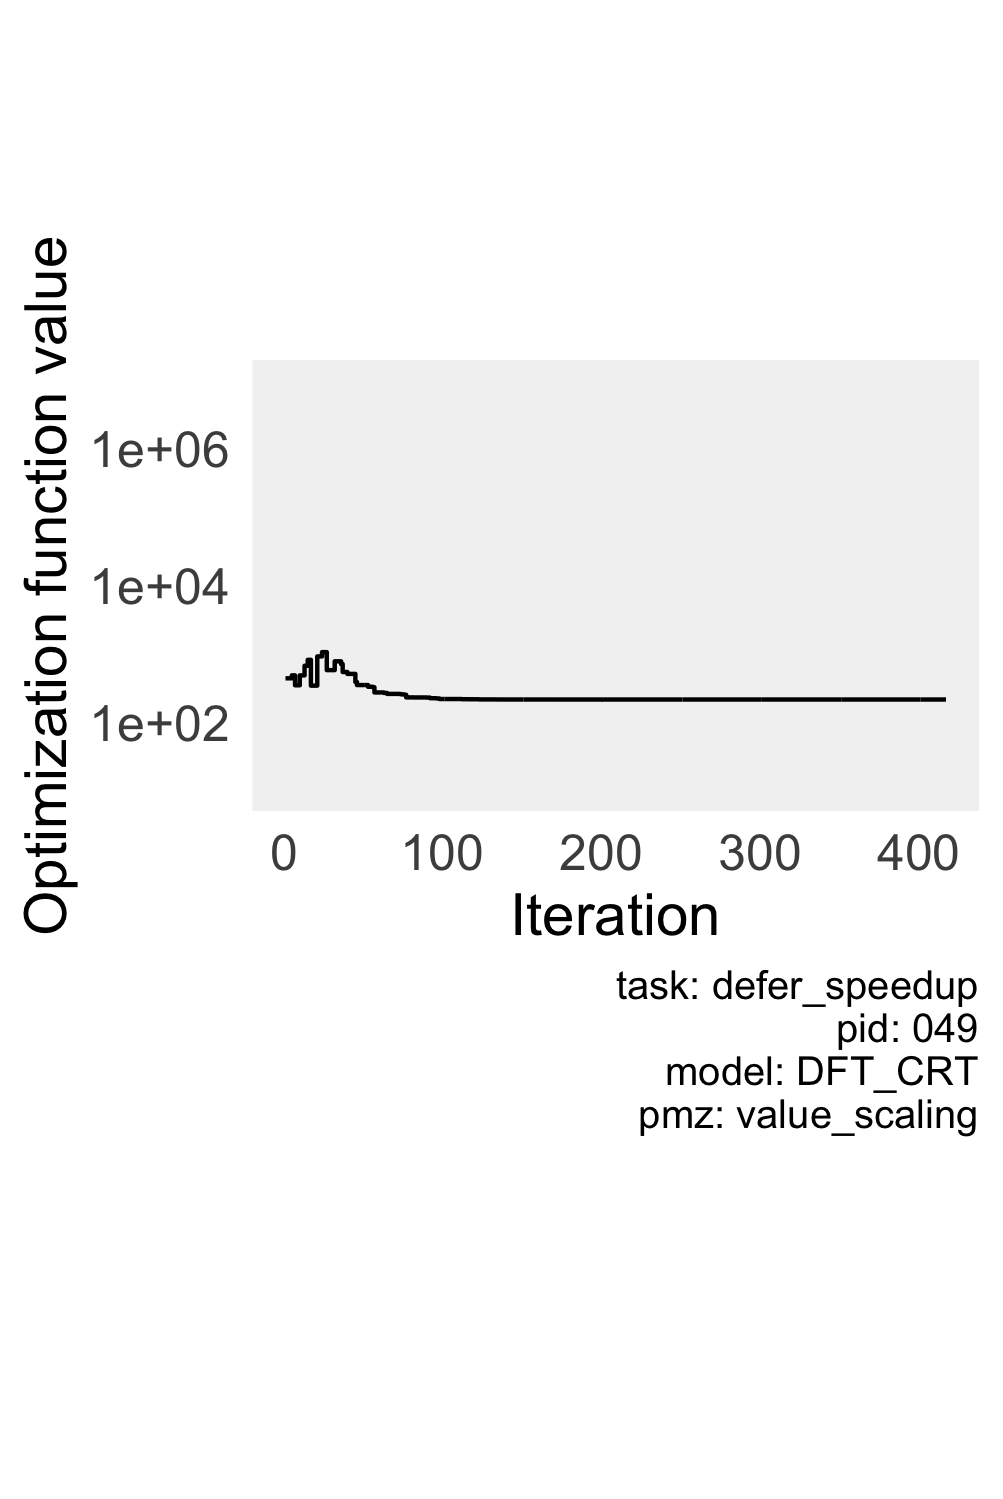 Optimization function value
1e+06
1e+04
1e+02
0 100 200 300 400
Iteration
task: defer_speedup
pid: 049
model: DFT_CRT
pmz: value_scaling